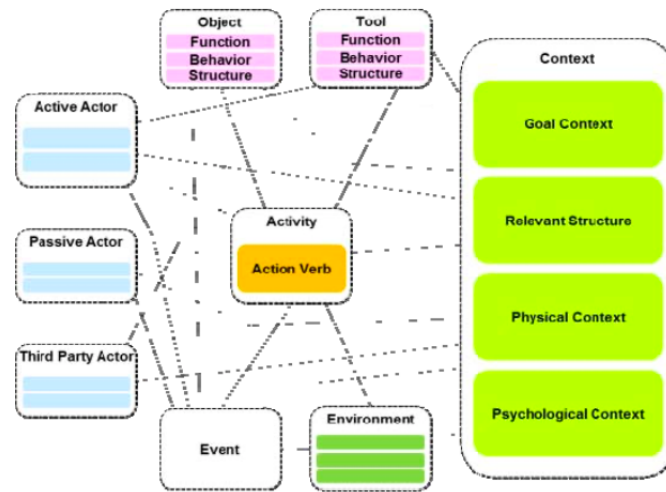 Object
Function
Behavior
Structure
Tool
Function
Behavior
Structure
Context
Goal Context
Relevant Structure
Physical Context
Psychological Context
Active Actor
Passive Actor
Third Party Actor
Activity
Action Verb
Event
Environment